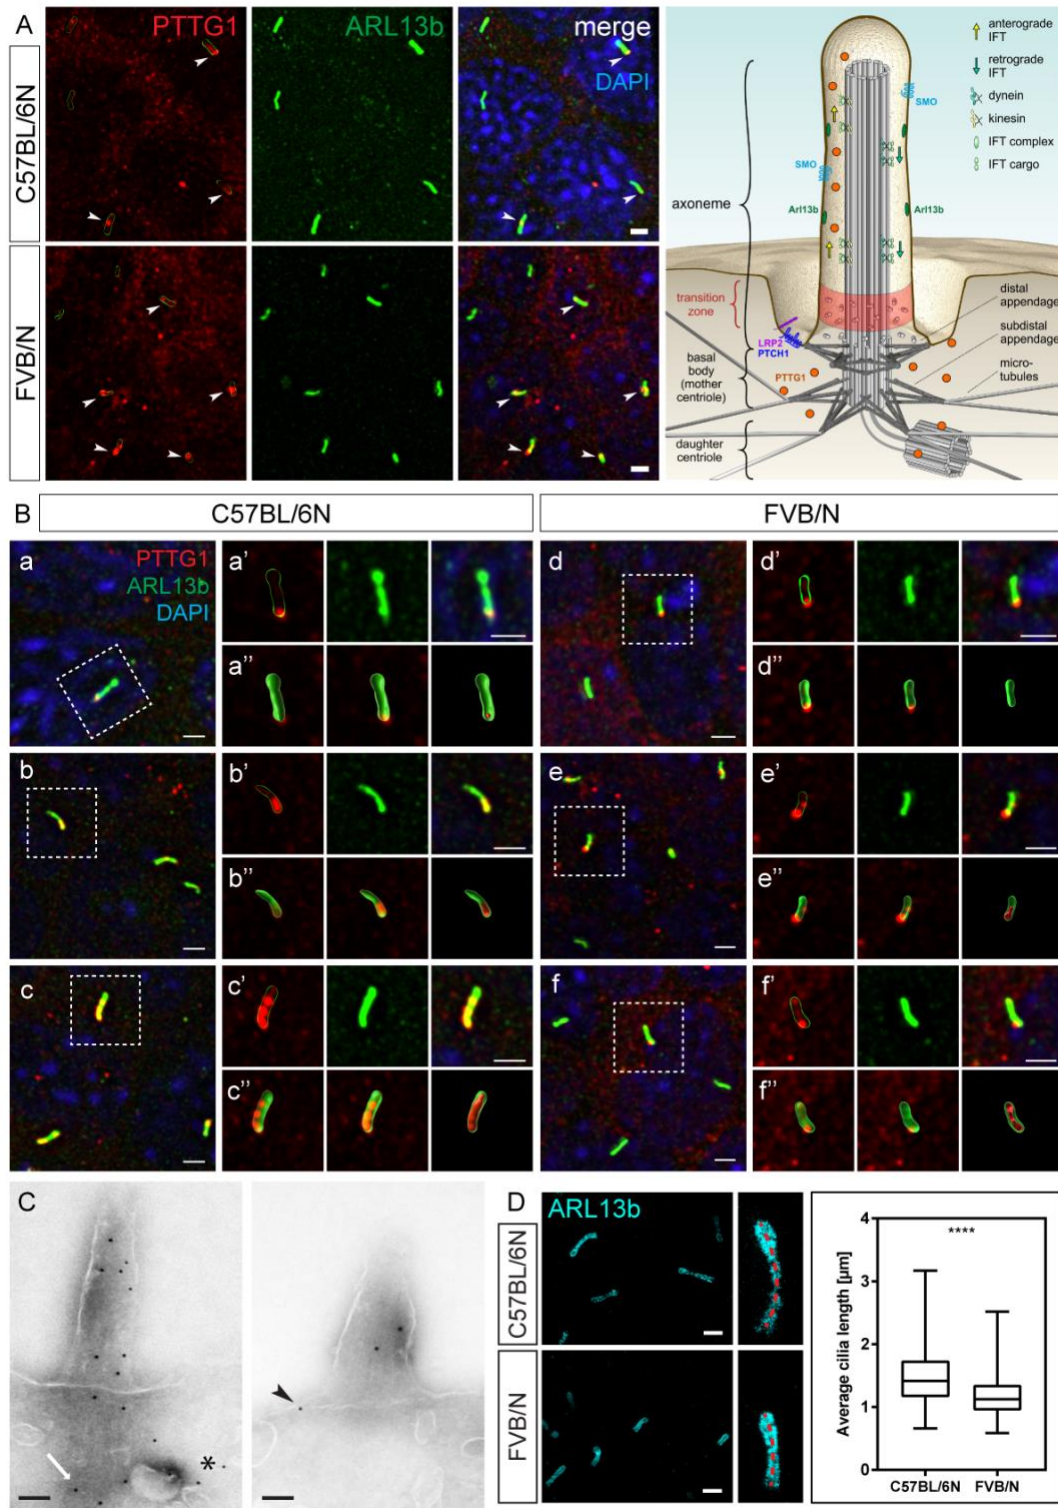 A
PTTG1
ARL13b
merge
DAPI
C57BL/6N
FVB/N
anterograde
IFT
retrograde
IFT
dynein
kinesin
IFT complex
IFT cargo
SMO
SMO
Arl13b
Arl13b
axoneme
transition
zone
LRP2
PTCH1
basal
body
(mother
centriole)
PTTG1
daughter
centriole
distal
appendage
subdistal
appendage
micro-
tubules
B
C57BL/6N
FVB/N
a
PTTG1
ARL13b
DAPI
a'
a''
b
b'
b''
c
c'
c''
d
d'
d''
e
e'
e''
f
f'
f''
C
*
D
ARL13b
C57BL/6N
FVB/N
Average cilia length [µm]
4
3
2
1
0
****
C57BL/6N
FVB/N